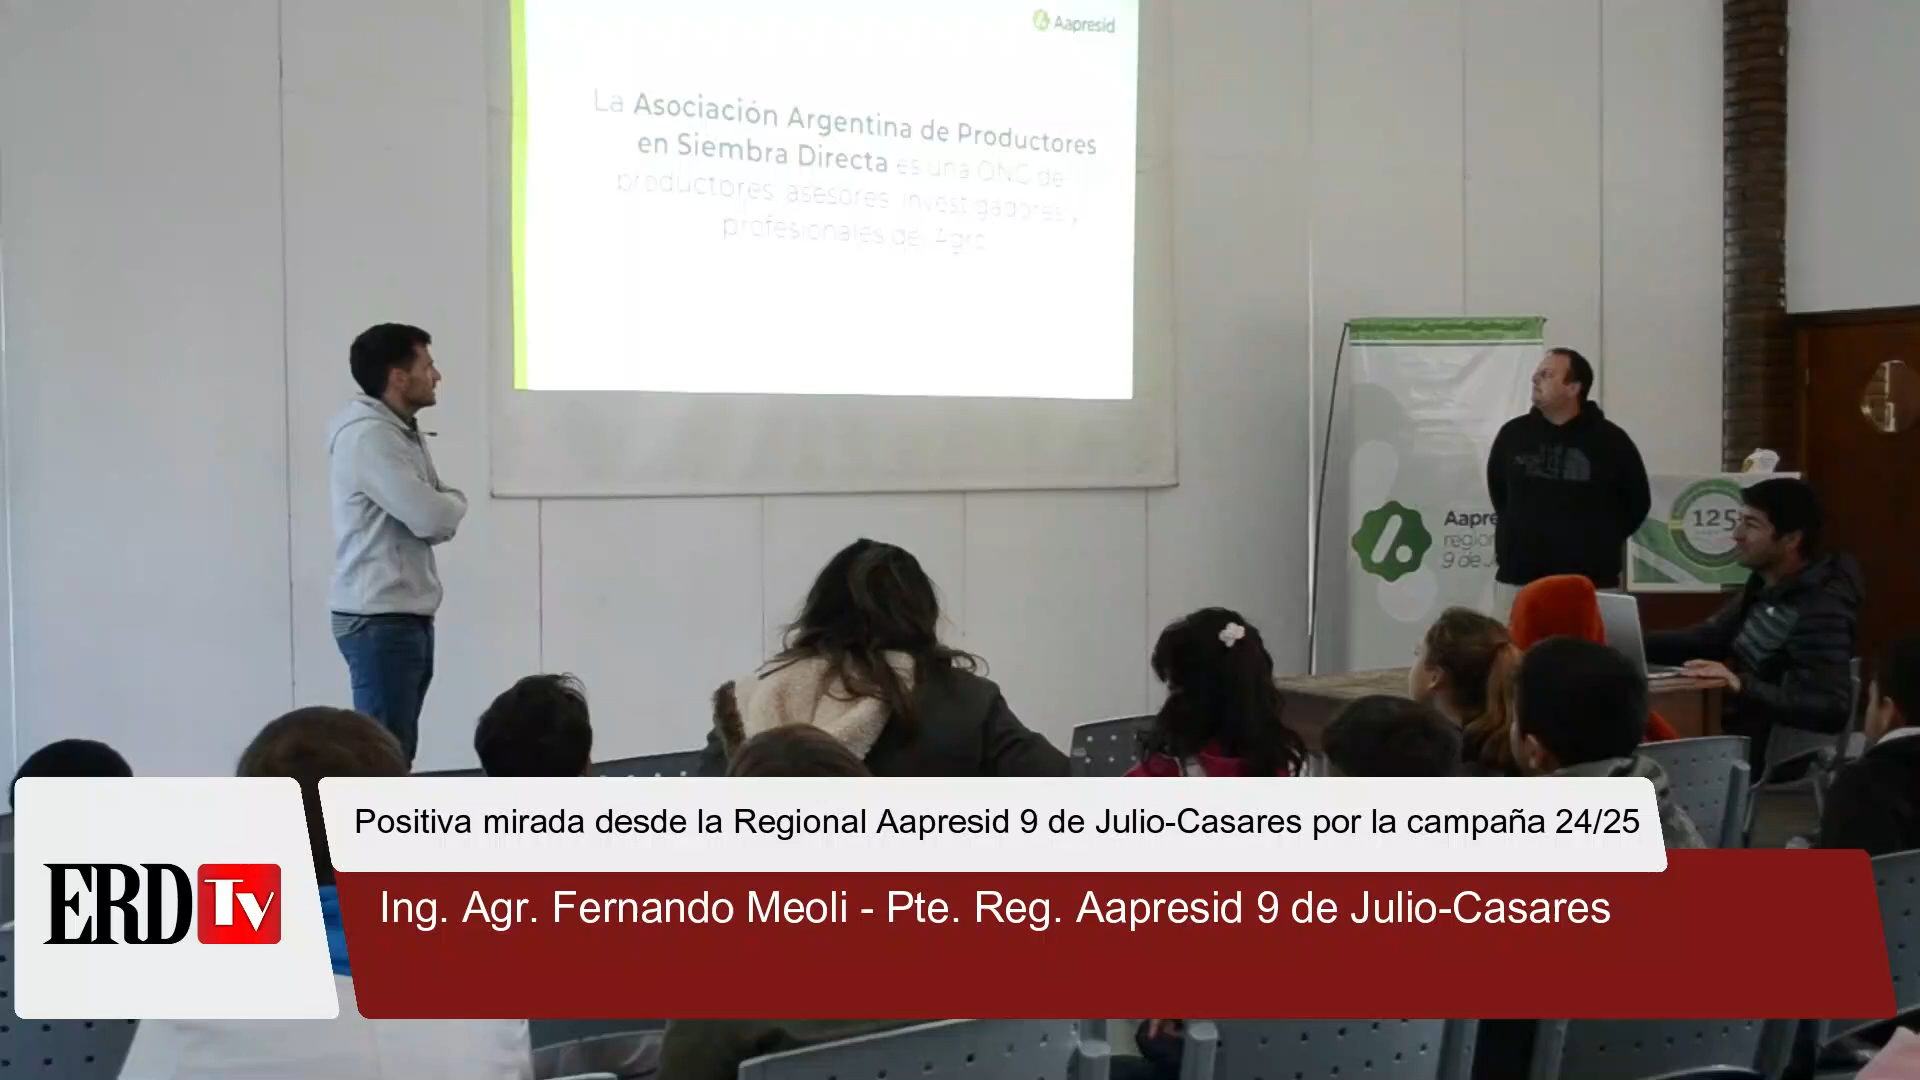 Aapresid
La Asociación Argentina de Productores
en Siembra Directa es una ONG de
productores, asesores, investigadores y
profesionales del Agro
Aapre
region
9 de J
125
Positiva mirada desde la Regional Aapresid 9 de Julio-Casares por la campaña 24/25
ERD Tv
Ing. Agr. Fernando Meoli - Pte. Reg. Aapresid 9 de Julio-Casares